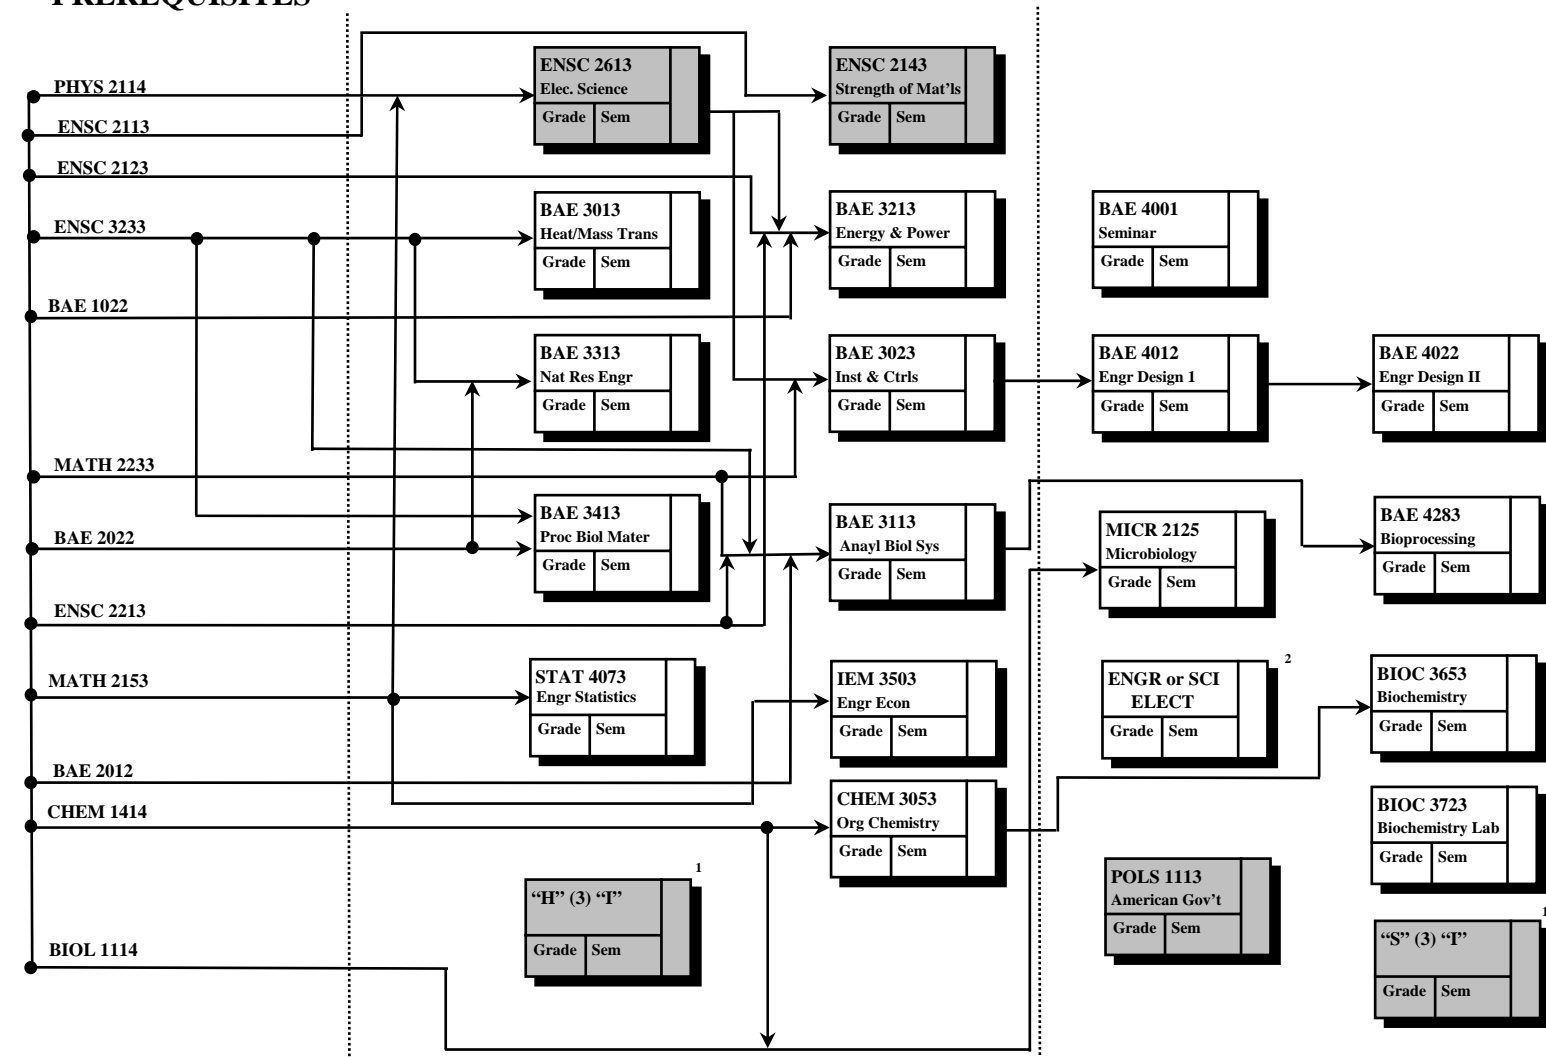 PREREQUISITES
PHYS 2114
ENSC 2113
ENSC 2123
ENSC 3233
BAE 1022
MATH 2233
BAE 2022
ENSC 2213
MATH 2153
BAE 2012
CHEM 1414
BIOL 1114
ENSC 2613
Elec. Science
Grade Sem
BAE 3013
Heat/Mass Trans
Grade Sem
BAE 3313
Nat Res Engr
Grade Sem
BAE 3413
Proc Biol Mater
Grade Sem
STAT 4073
Engr Statistics
Grade Sem
1
“H” (3) “I”
Grade Sem
ENSC 2143
Strength of Mat’ls
Grade Sem
BAE 3213
Energy & Power
Grade Sem
BAE 3023
Inst & Ctrls
Grade Sem
BAE 3113
Anayl Biol Sys
Grade Sem
IEM 3503
Engr Econ
Grade Sem
CHEM 3053
Org Chemistry
Grade Sem
BAE 4001
Seminar
Grade Sem
BAE 4012
Engr Design 1
Grade Sem
MICR 2125
Microbiology
Grade Sem
2
ENGR or SCI
ELECT
Grade Sem
POLS 1113
American Gov’t
Grade Sem
BAE 4022
Engr Design II
Grade Sem
BAE 4283
Bioprocessing
Grade Sem
BIOC 3653
Biochemistry
Grade Sem
BIOC 3723
Biochemistry Lab
Grade Sem
1
“S” (3) “I”
Grade Sem